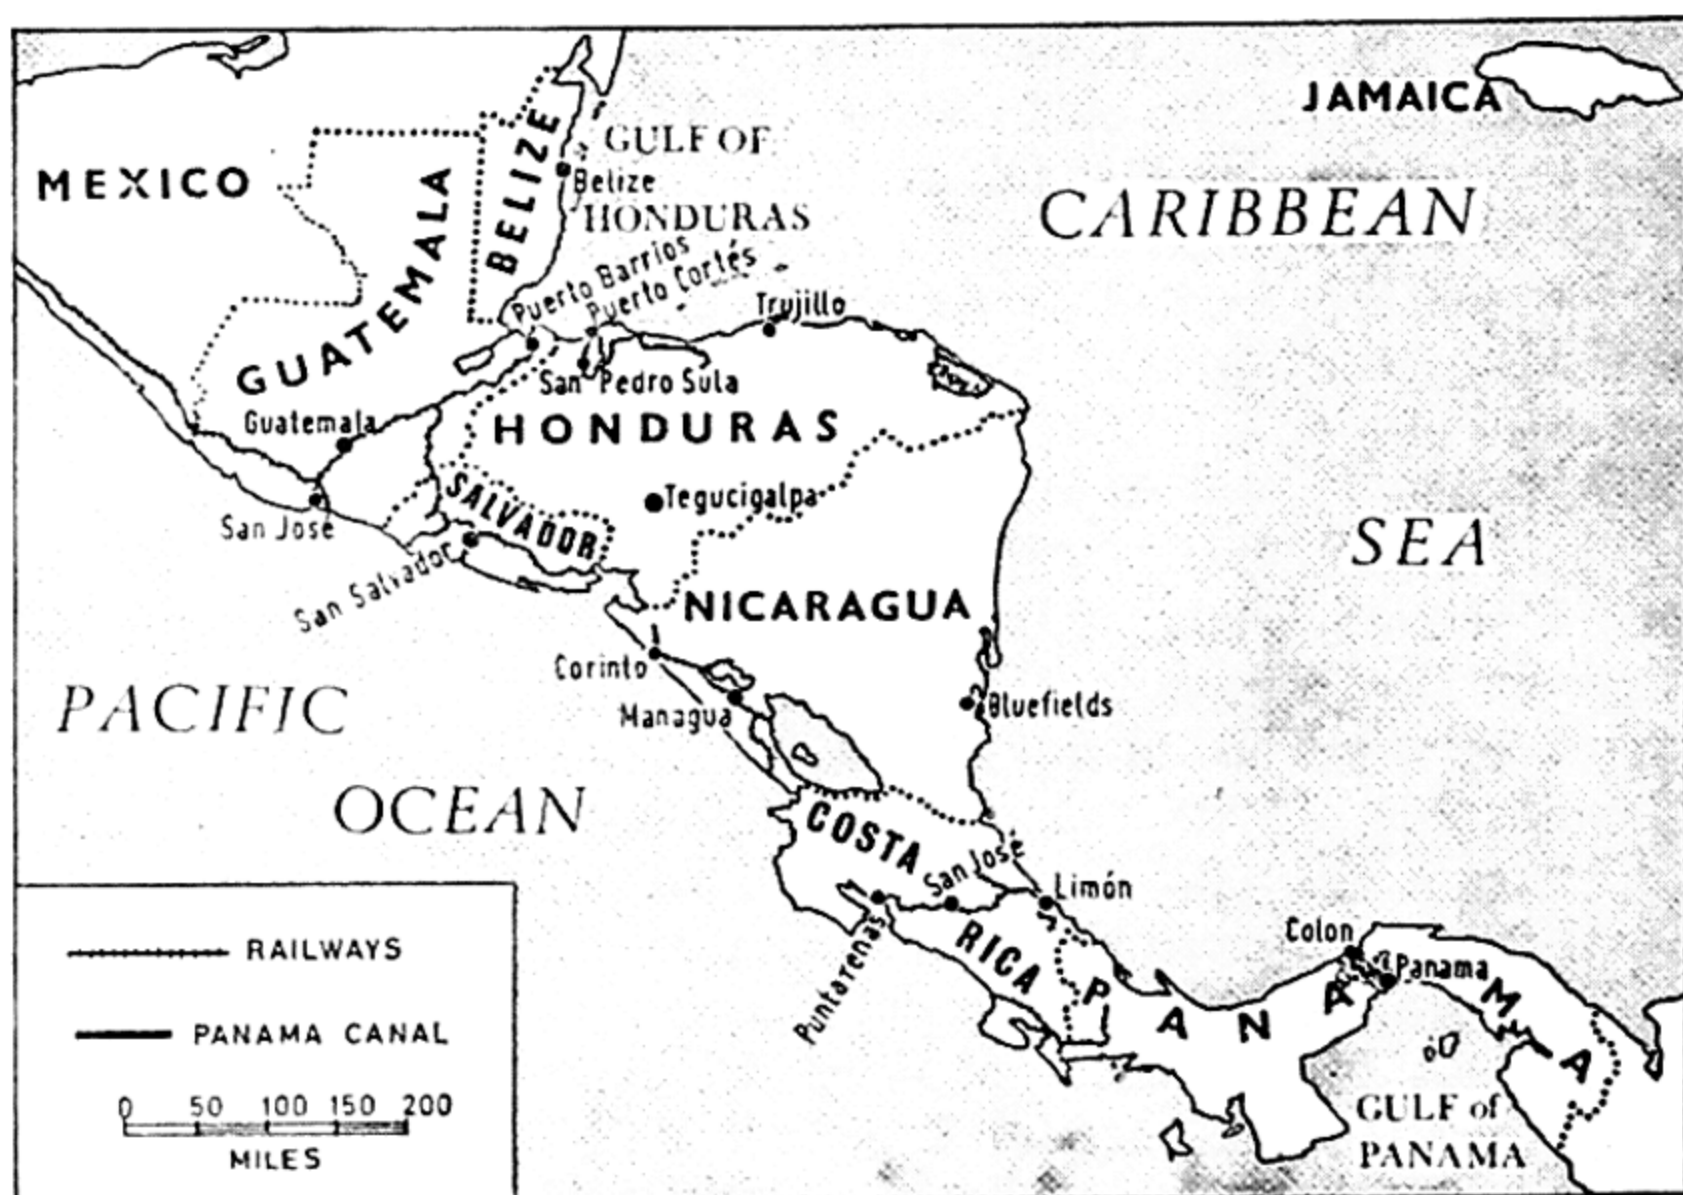 JAMAICA
MEXICO
GUATEMALA
BELIZE
GULF OF
Belize
HONDURAS
CARIBBEAN
SEA
Puerto Barrios
Puerto Cortés
Trujillo
San Pedro Sula
HONDURAS
Guatemala
Tegucigalpa
San José
SALVADOR
San Salvador
NICARAGUA
Corinto
Managua
Bluefields
PACIFIC
OCEAN
COSTA
RICA
San José
Limón
Puntarenas
Colon
Panama
PANAMA
GULF of
PANAMA
RAILWAYS
PANAMA CANAL
0 50 100 150 200
MILES